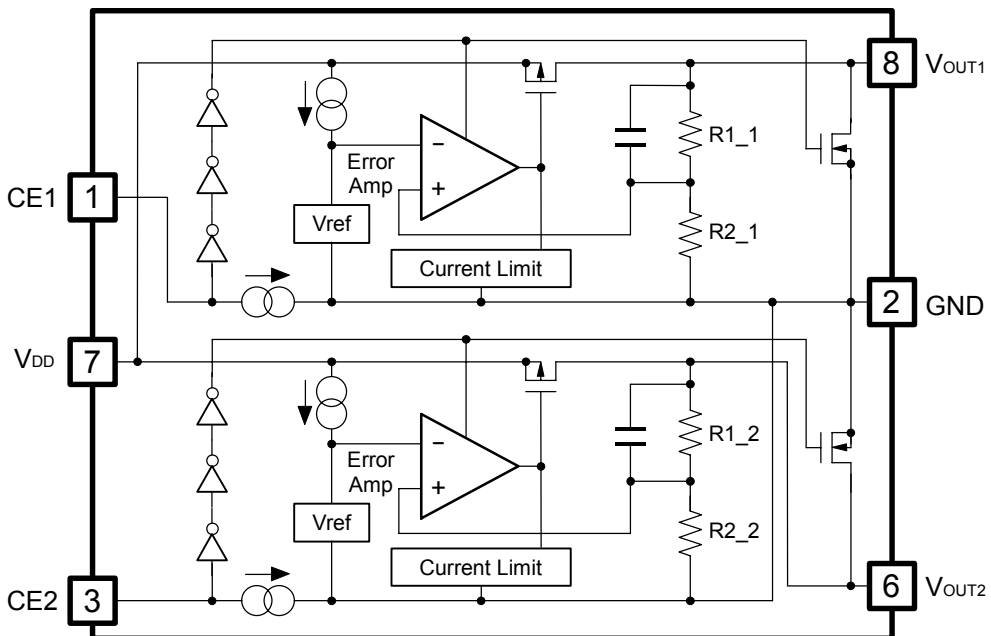 8 VOUT1
R1_1
−
Error
Amp
+
CE1 1
Vref
R2_1
Current Limit
2 GND
VDD 7
R1_2
−
Error
Amp
+
Vref
R2_2
Current Limit
CE2 3
6 VOUT2